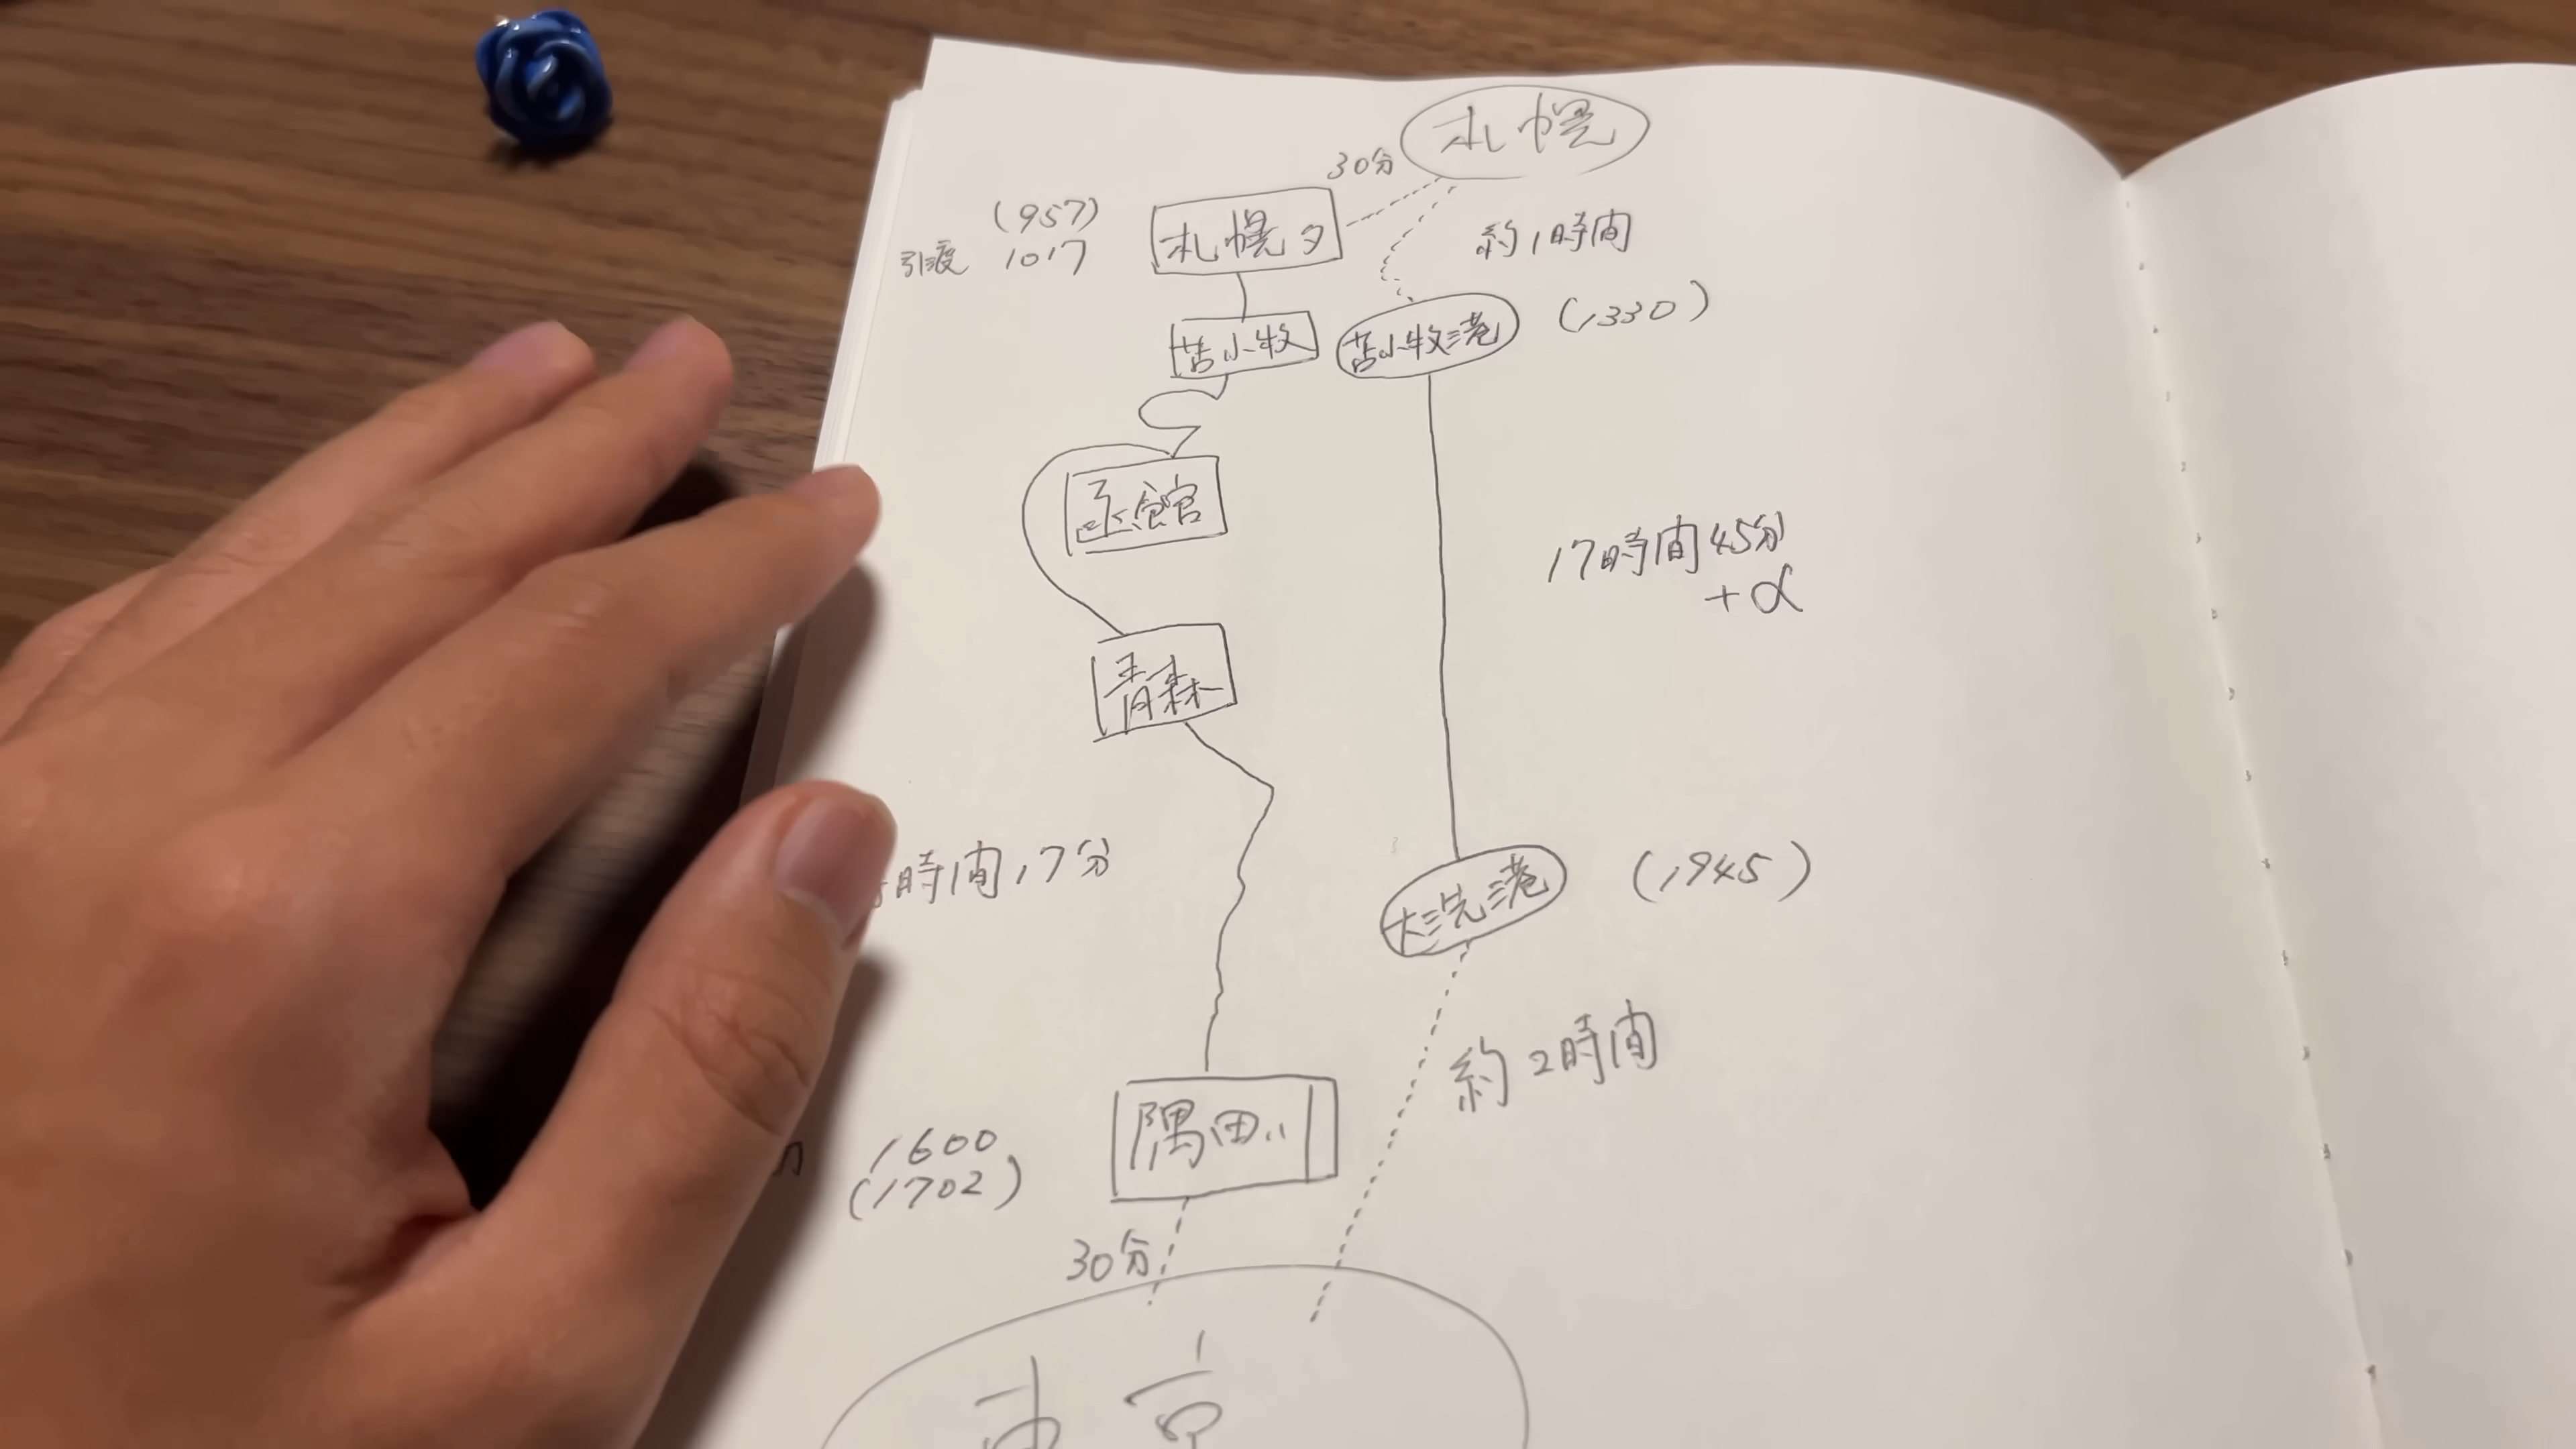 札幌
30分
(957)
引渡 1017
札幌タ
約1時間
苫小牧
苫小牧港
(1330)
函館
17時間45分
+α
青森
時間17分
大洗港
(1945)
約2時間
1600
(1702)
隅田川
30分
東京